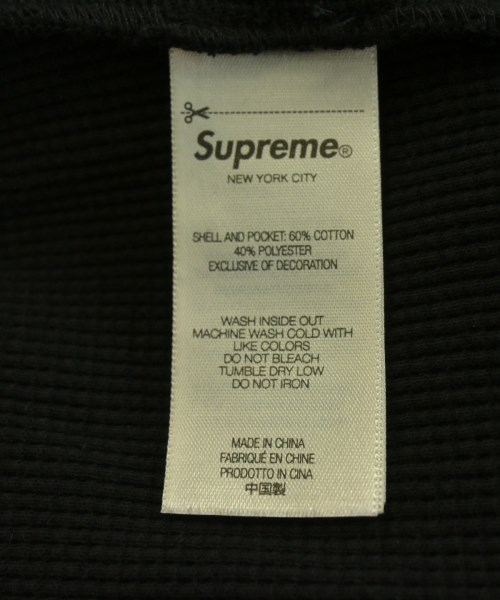 Supreme®
NEW YORK CITY
SHELL AND POCKET: 60% COTTON
40% POLYESTER
EXCLUSIVE OF DECORATION
WASH INSIDE OUT
MACHINE WASH COLD WITH
LIKE COLORS
DO NOT BLEACH
TUMBLE DRY LOW
DO NOT IRON
MADE IN CHINA
FABRIQUÉ EN CHINE
PRODOTTO IN CINA
中国製